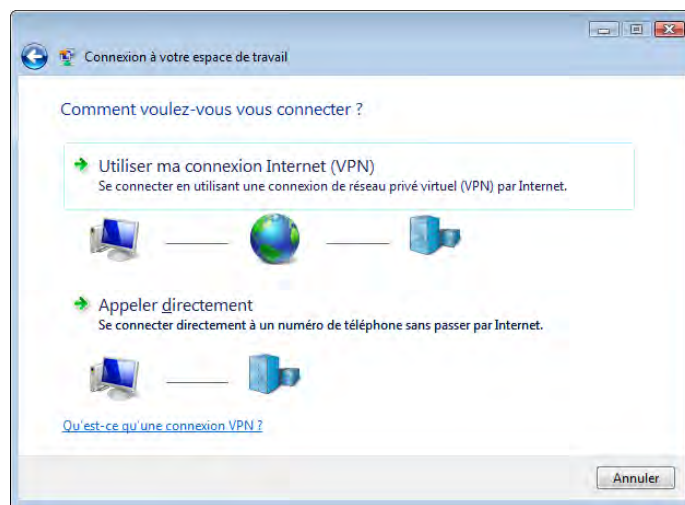 Connexion à votre espace de travail
Comment voulez-vous vous connecter ?
Utiliser ma connexion Internet (VPN)
Se connecter en utilisant une connexion de réseau privé virtuel (VPN) par Internet.
Appeler directement
Se connecter directement à un numéro de téléphone sans passer par Internet.
Qu'est-ce qu'une connexion VPN ?
Annuler